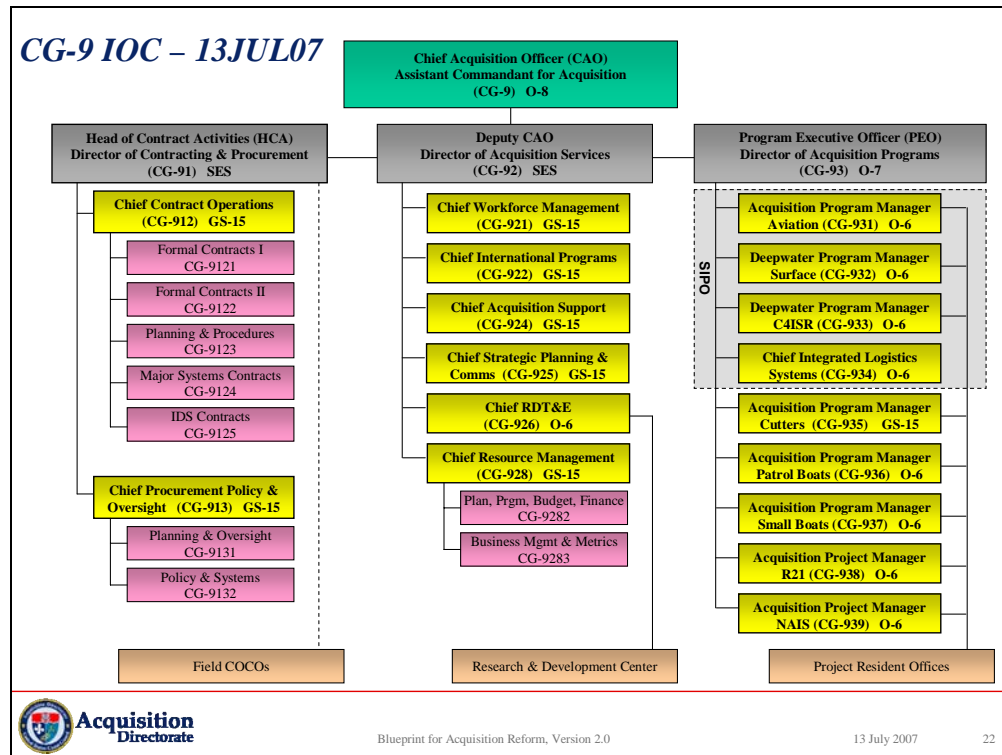 CG-9 IOC – 13JUL07
Chief Acquisition Officer (CAO)
Assistant Commandant for Acquisition
(CG-9) O-8
Head of Contract Activities (HCA)
Director of Contracting & Procurement
(CG-91) SES
Deputy CAO
Director of Acquisition Services
(CG-92) SES
Program Executive Officer (PEO)
Director of Acquisition Programs
(CG-93) O-7
Chief Contract Operations
(CG-912) GS-15
Formal Contracts I
CG-9121
Formal Contracts II
CG-9122
Planning & Procedures
CG-9123
Major Systems Contracts
CG-9124
IDS Contracts
CG-9125
Chief Procurement Policy &
Oversight (CG-913) GS-15
Planning & Oversight
CG-9131
Policy & Systems
CG-9132
Field COCOs
Chief Workforce Management
(CG-921) GS-15
Chief International Programs
(CG-922) GS-15
Chief Acquisition Support
(CG-924) GS-15
Chief Strategic Planning &
Comms (CG-925) GS-15
Chief RDT&E
(CG-926) O-6
Chief Resource Management
(CG-928) GS-15
Plan, Prgm, Budget, Finance
CG-9282
Business Mgmt & Metrics
CG-9283
Research & Development Center
SIPO
Acquisition Program Manager
Aviation (CG-931) O-6
Deepwater Program Manager
Surface (CG-932) O-6
Deepwater Program Manager
C4ISR (CG-933) O-6
Chief Integrated Logistics
Systems (CG-934) O-6
Acquisition Program Manager
Cutters (CG-935) GS-15
Acquisition Program Manager
Patrol Boats (CG-936) O-6
Acquisition Program Manager
Small Boats (CG-937) O-6
Acquisition Project Manager
R21 (CG-938) O-6
Acquisition Project Manager
NAIS (CG-939) O-6
Project Resident Offices
Acquisition
Directorate
Blueprint for Acquisition Reform, Version 2.0
13 July 2007
22